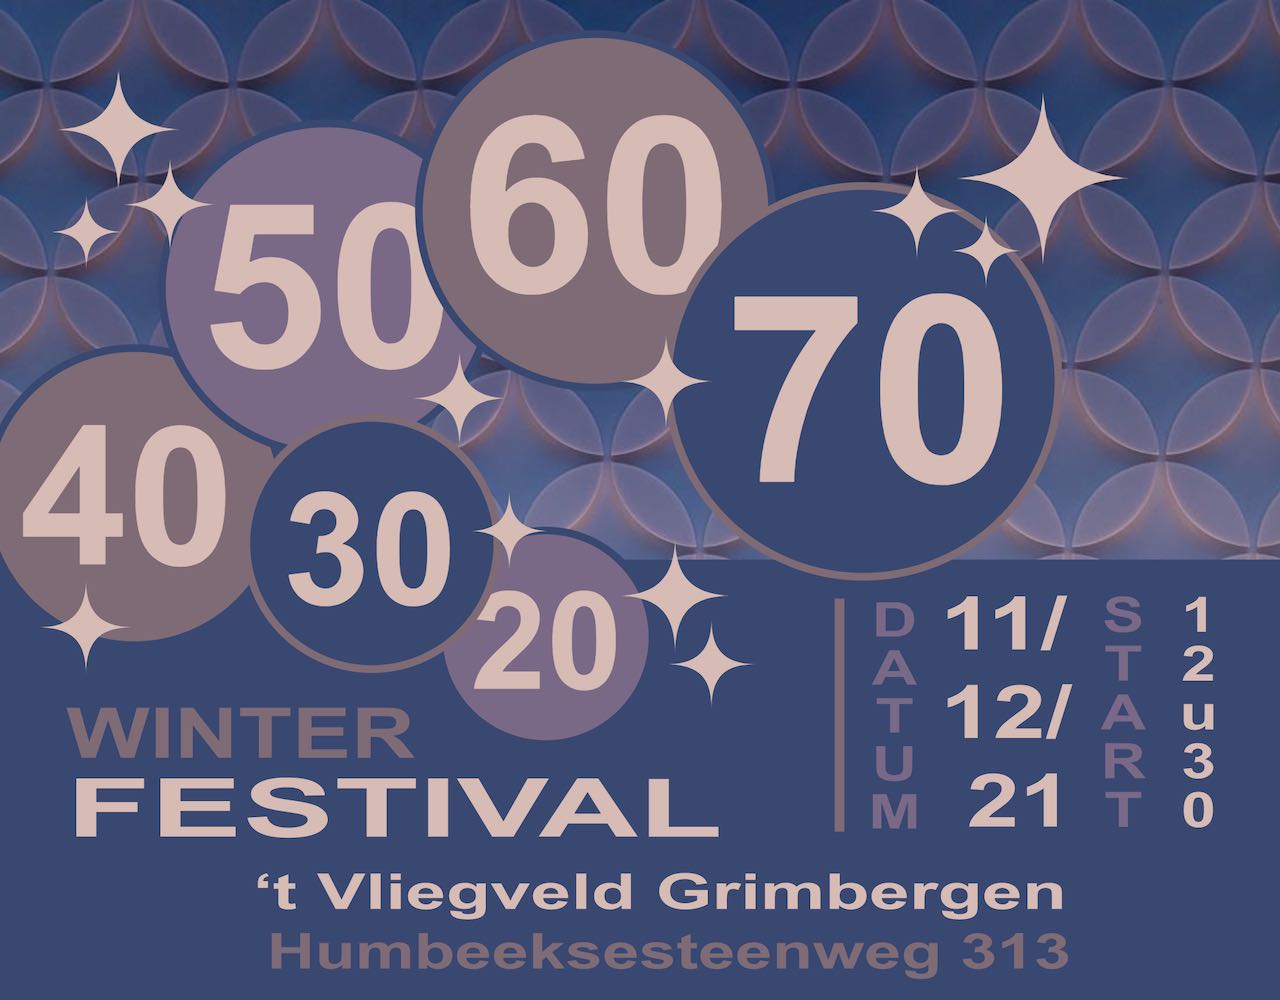 60
50
70
40
30
20
WINTER
FESTIVAL
DATUM
11/
12/
21
START
12u30
‘t Vliegveld Grimbergen
Humbeeksesteenweg 313